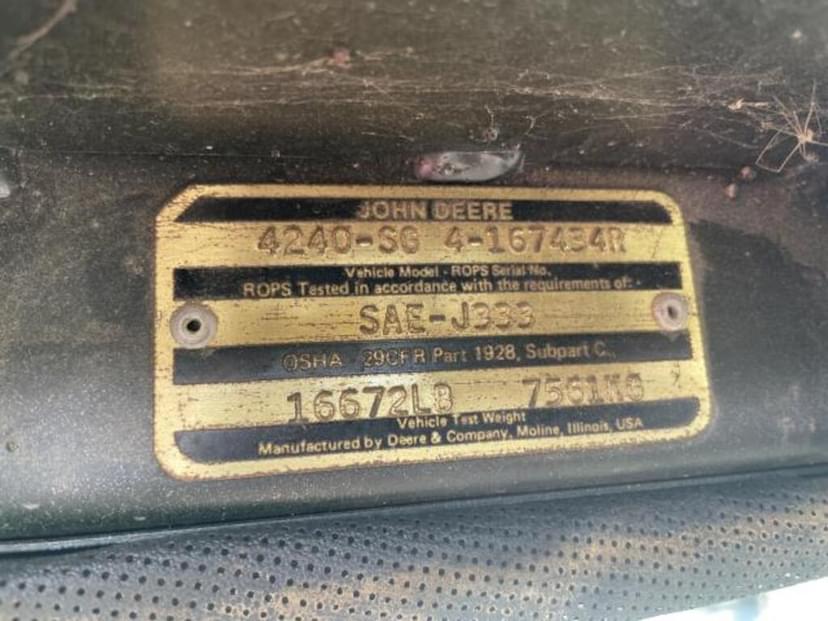 JOHN DEERE
4240-SG 4-167434R
Vehicle Model - ROPS Serial No.
ROPS Tested in accordance with the requirements of:
SAE-J333
OSHA 29CFR Part 1928, Subpart C.,
16672LB 7561KG
Vehicle Test Weight
Manufactured by Deere & Company, Moline, Illinois, USA